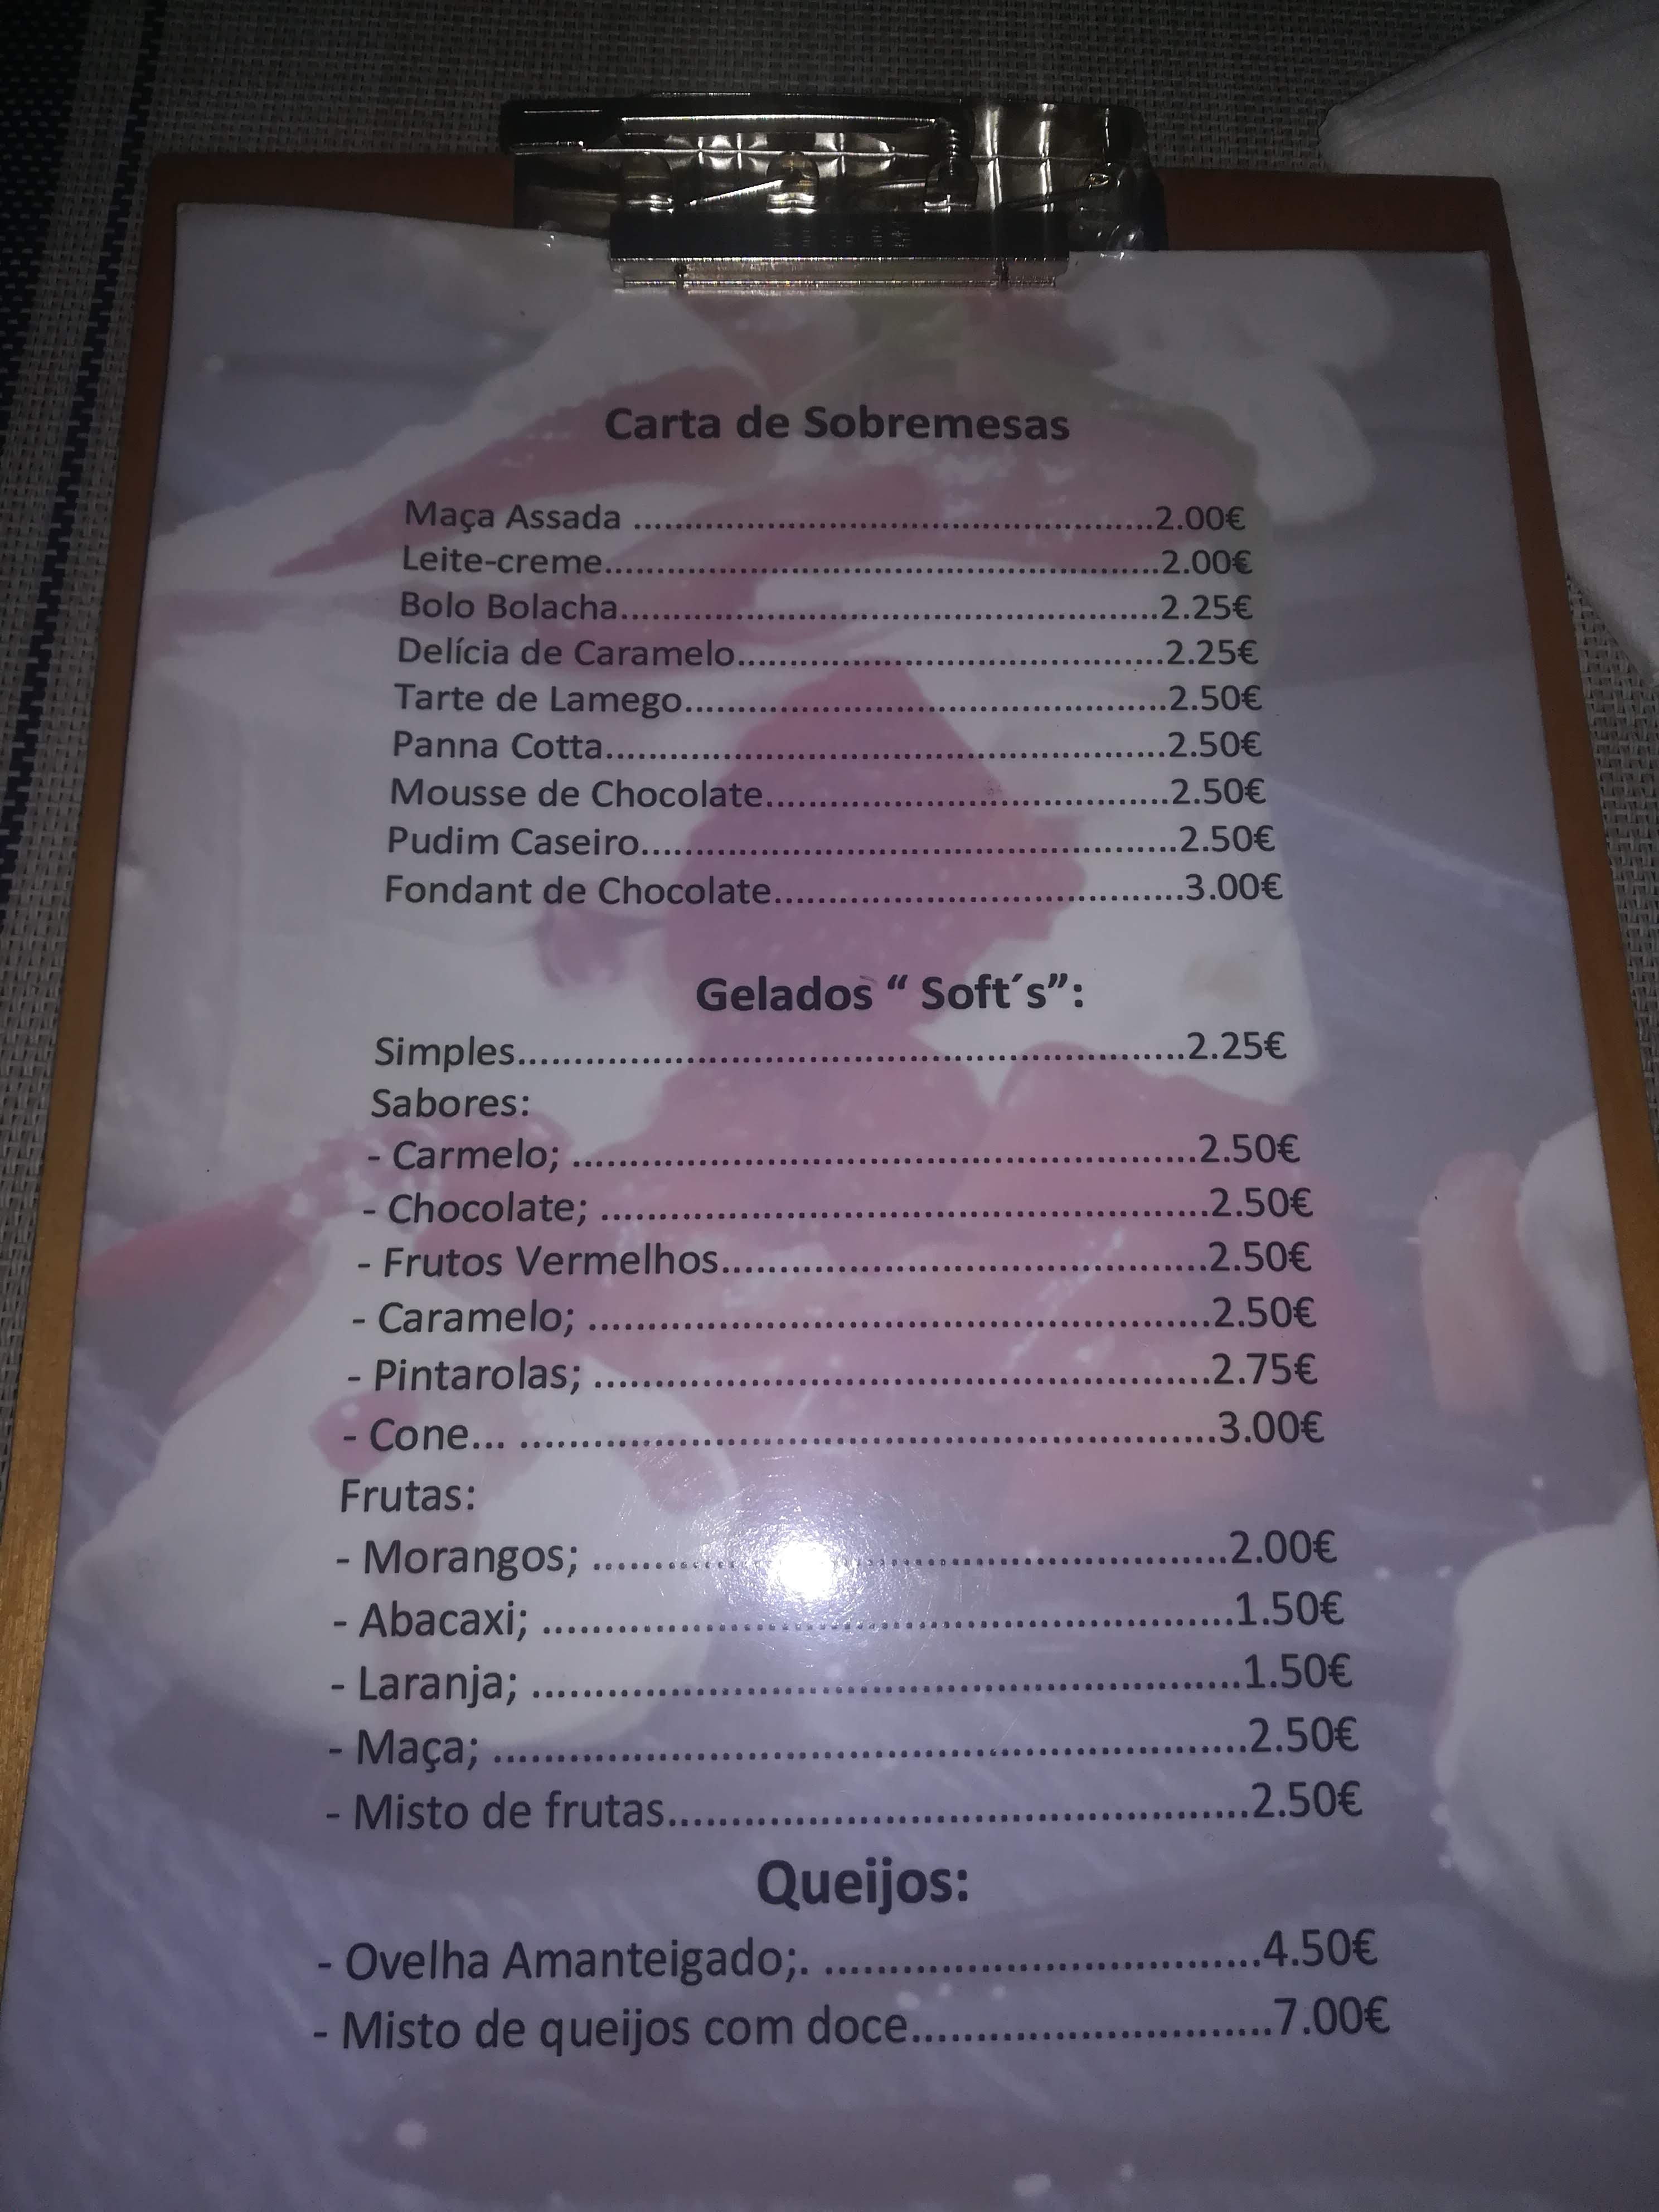 Carta de Sobremesas
Maça Assada ..................................................2.00€
Leite-creme.....................................................2.00€
Bolo Bolacha...................................................2.25€
Delícia de Caramelo........................................2.25€
Tarte de Lamego.............................................2.50€
Panna Cotta....................................................2.50€
Mousse de Chocolate......................................2.50€
Pudim Caseiro.................................................2.50€
Fondant de Chocolate.....................................3.00€
Gelados “ Soft´s”:
Simples............................................................2.25€
Sabores:
- Carmelo; .......................................................2.50€
- Chocolate; .....................................................2.50€
- Frutos Vermelhos..........................................2.50€
- Caramelo; .....................................................2.50€
- Pintarolas; .....................................................2.75€
- Cone... ...........................................................3.00€
Frutas:
- Morangos; .....................................................2.00€
- Abacaxi; .........................................................1.50€
- Laranja; ..........................................................1.50€
- Maça; .............................................................2.50€
- Misto de frutas...............................................2.50€
Queijos:
- Ovelha Amanteigado;. ...................................4.50€
- Misto de queijos com doce............................7.00€